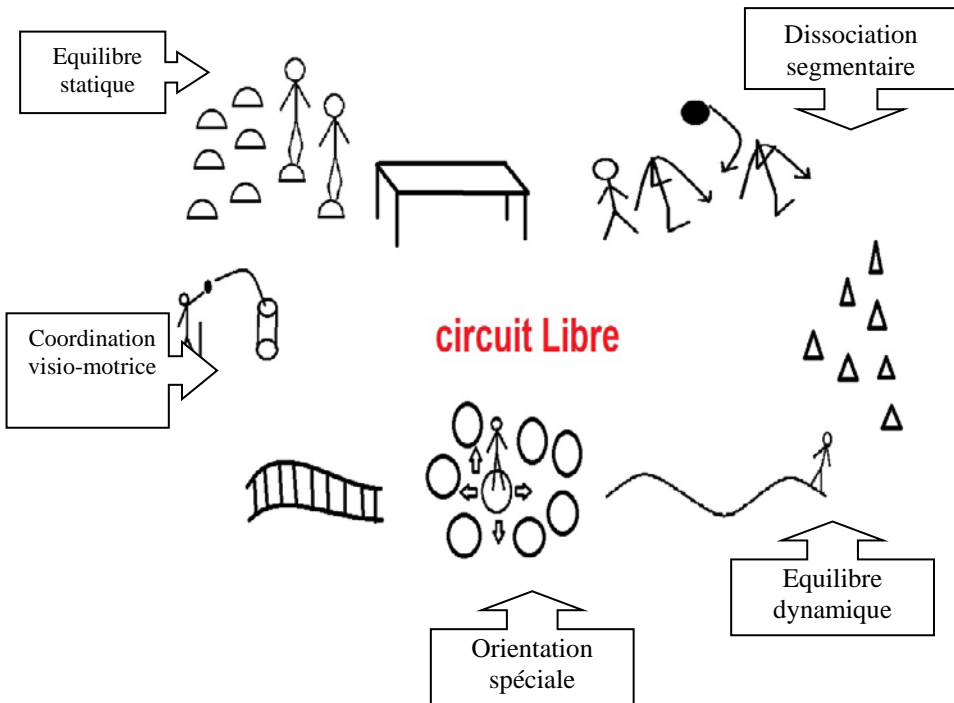 Equilibre
statique
Dissociation
segmentaire
Coordination
visio-motrice
circuit Libre
Equilibre
dynamique
Orientation
spéciale